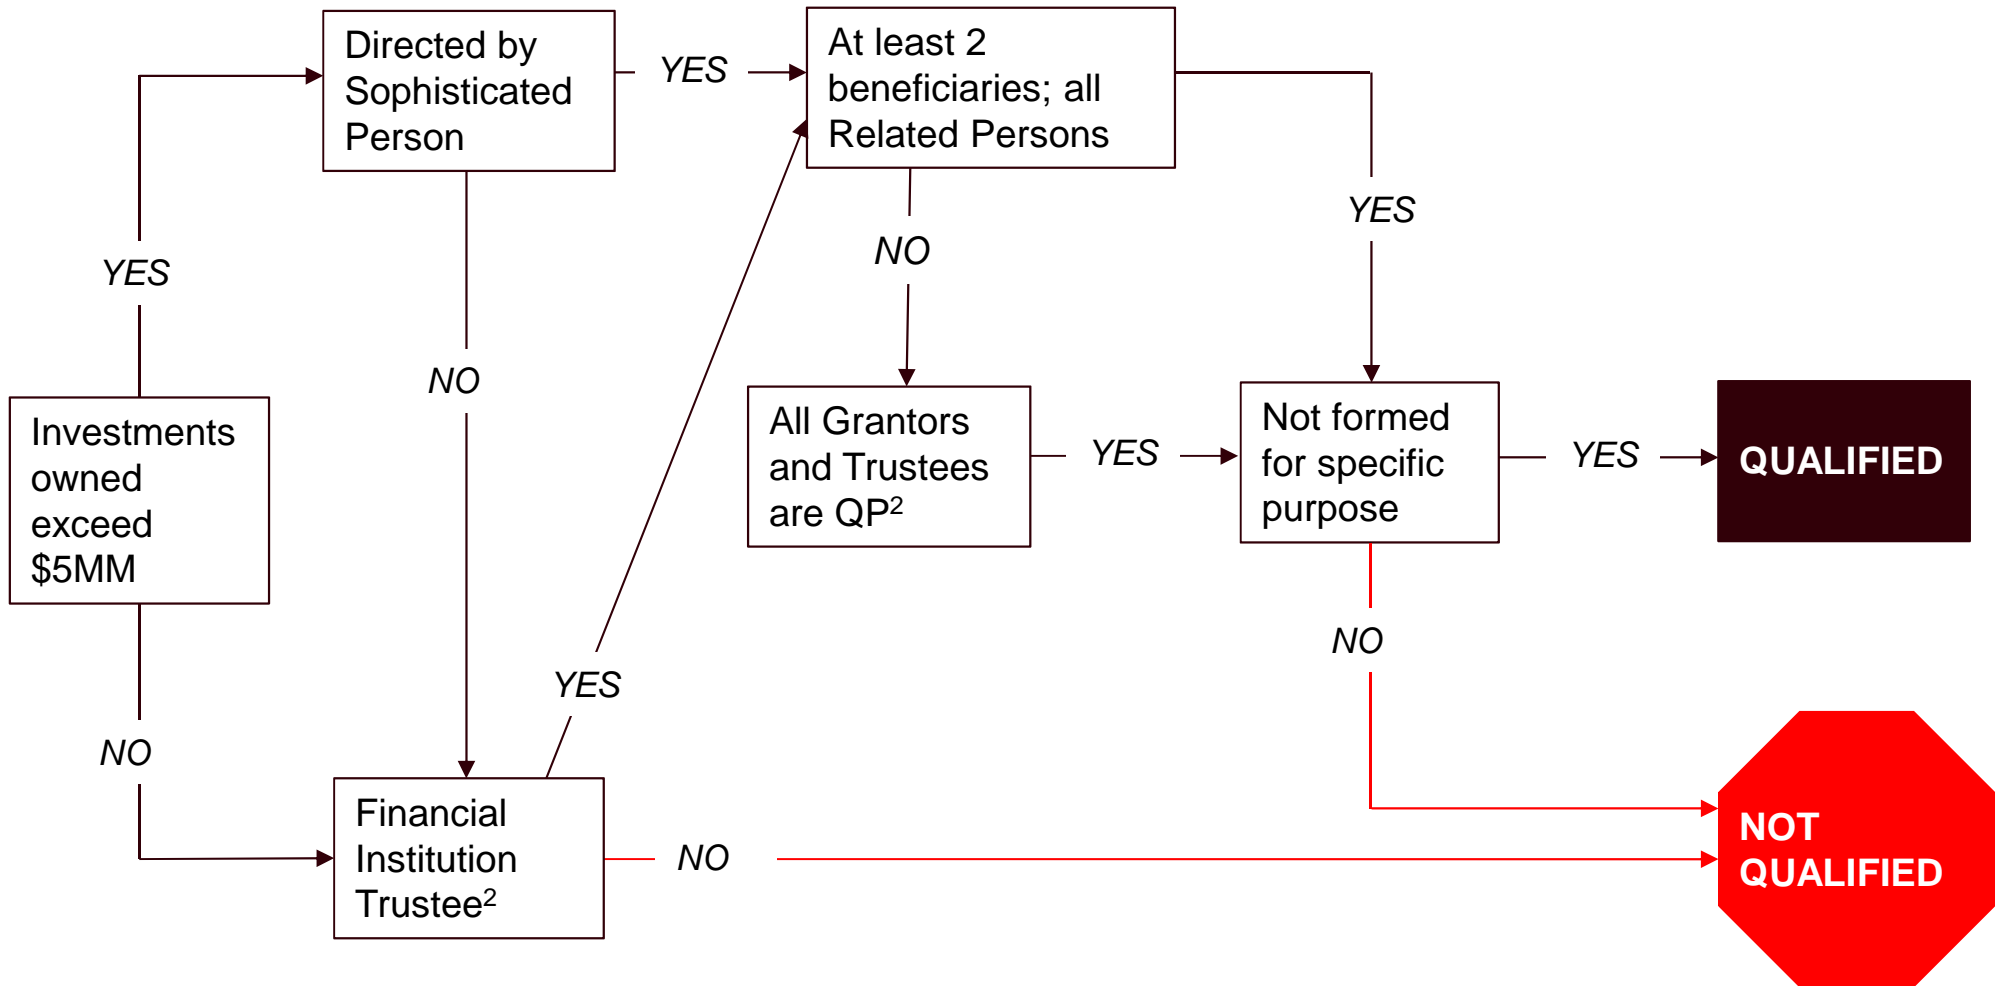 Directed by
Sophisticated
Person
YES
At least 2
beneficiaries; all
Related Persons
YES
YES
NO
NO
Investments
owned
exceed
$5MM
All Grantors
and Trustees
are QP²
YES
Not formed
for specific
purpose
YES
QUALIFIED
NO
YES
NO
Financial
Institution
Trustee²
NO
NOT
QUALIFIED